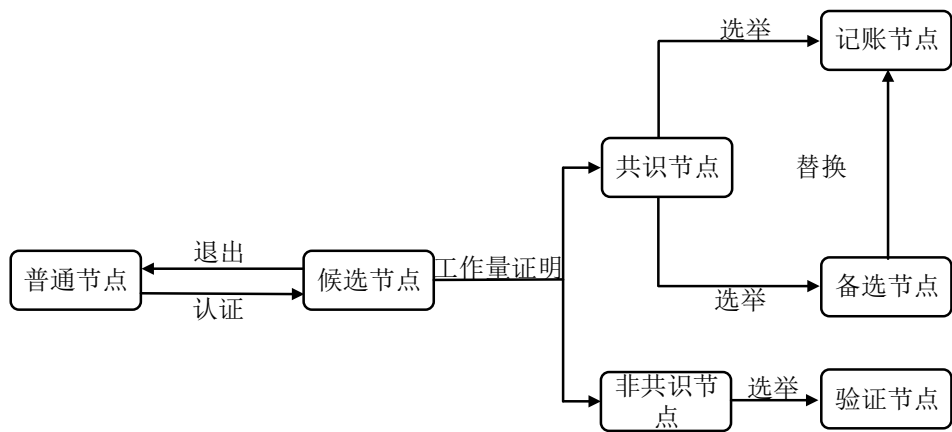 选举
记账节点
共识节点
替换
退出
普通节点
候选节点
工作量证明
认证
选举
备选节点
非共识节
点
选举
验证节点